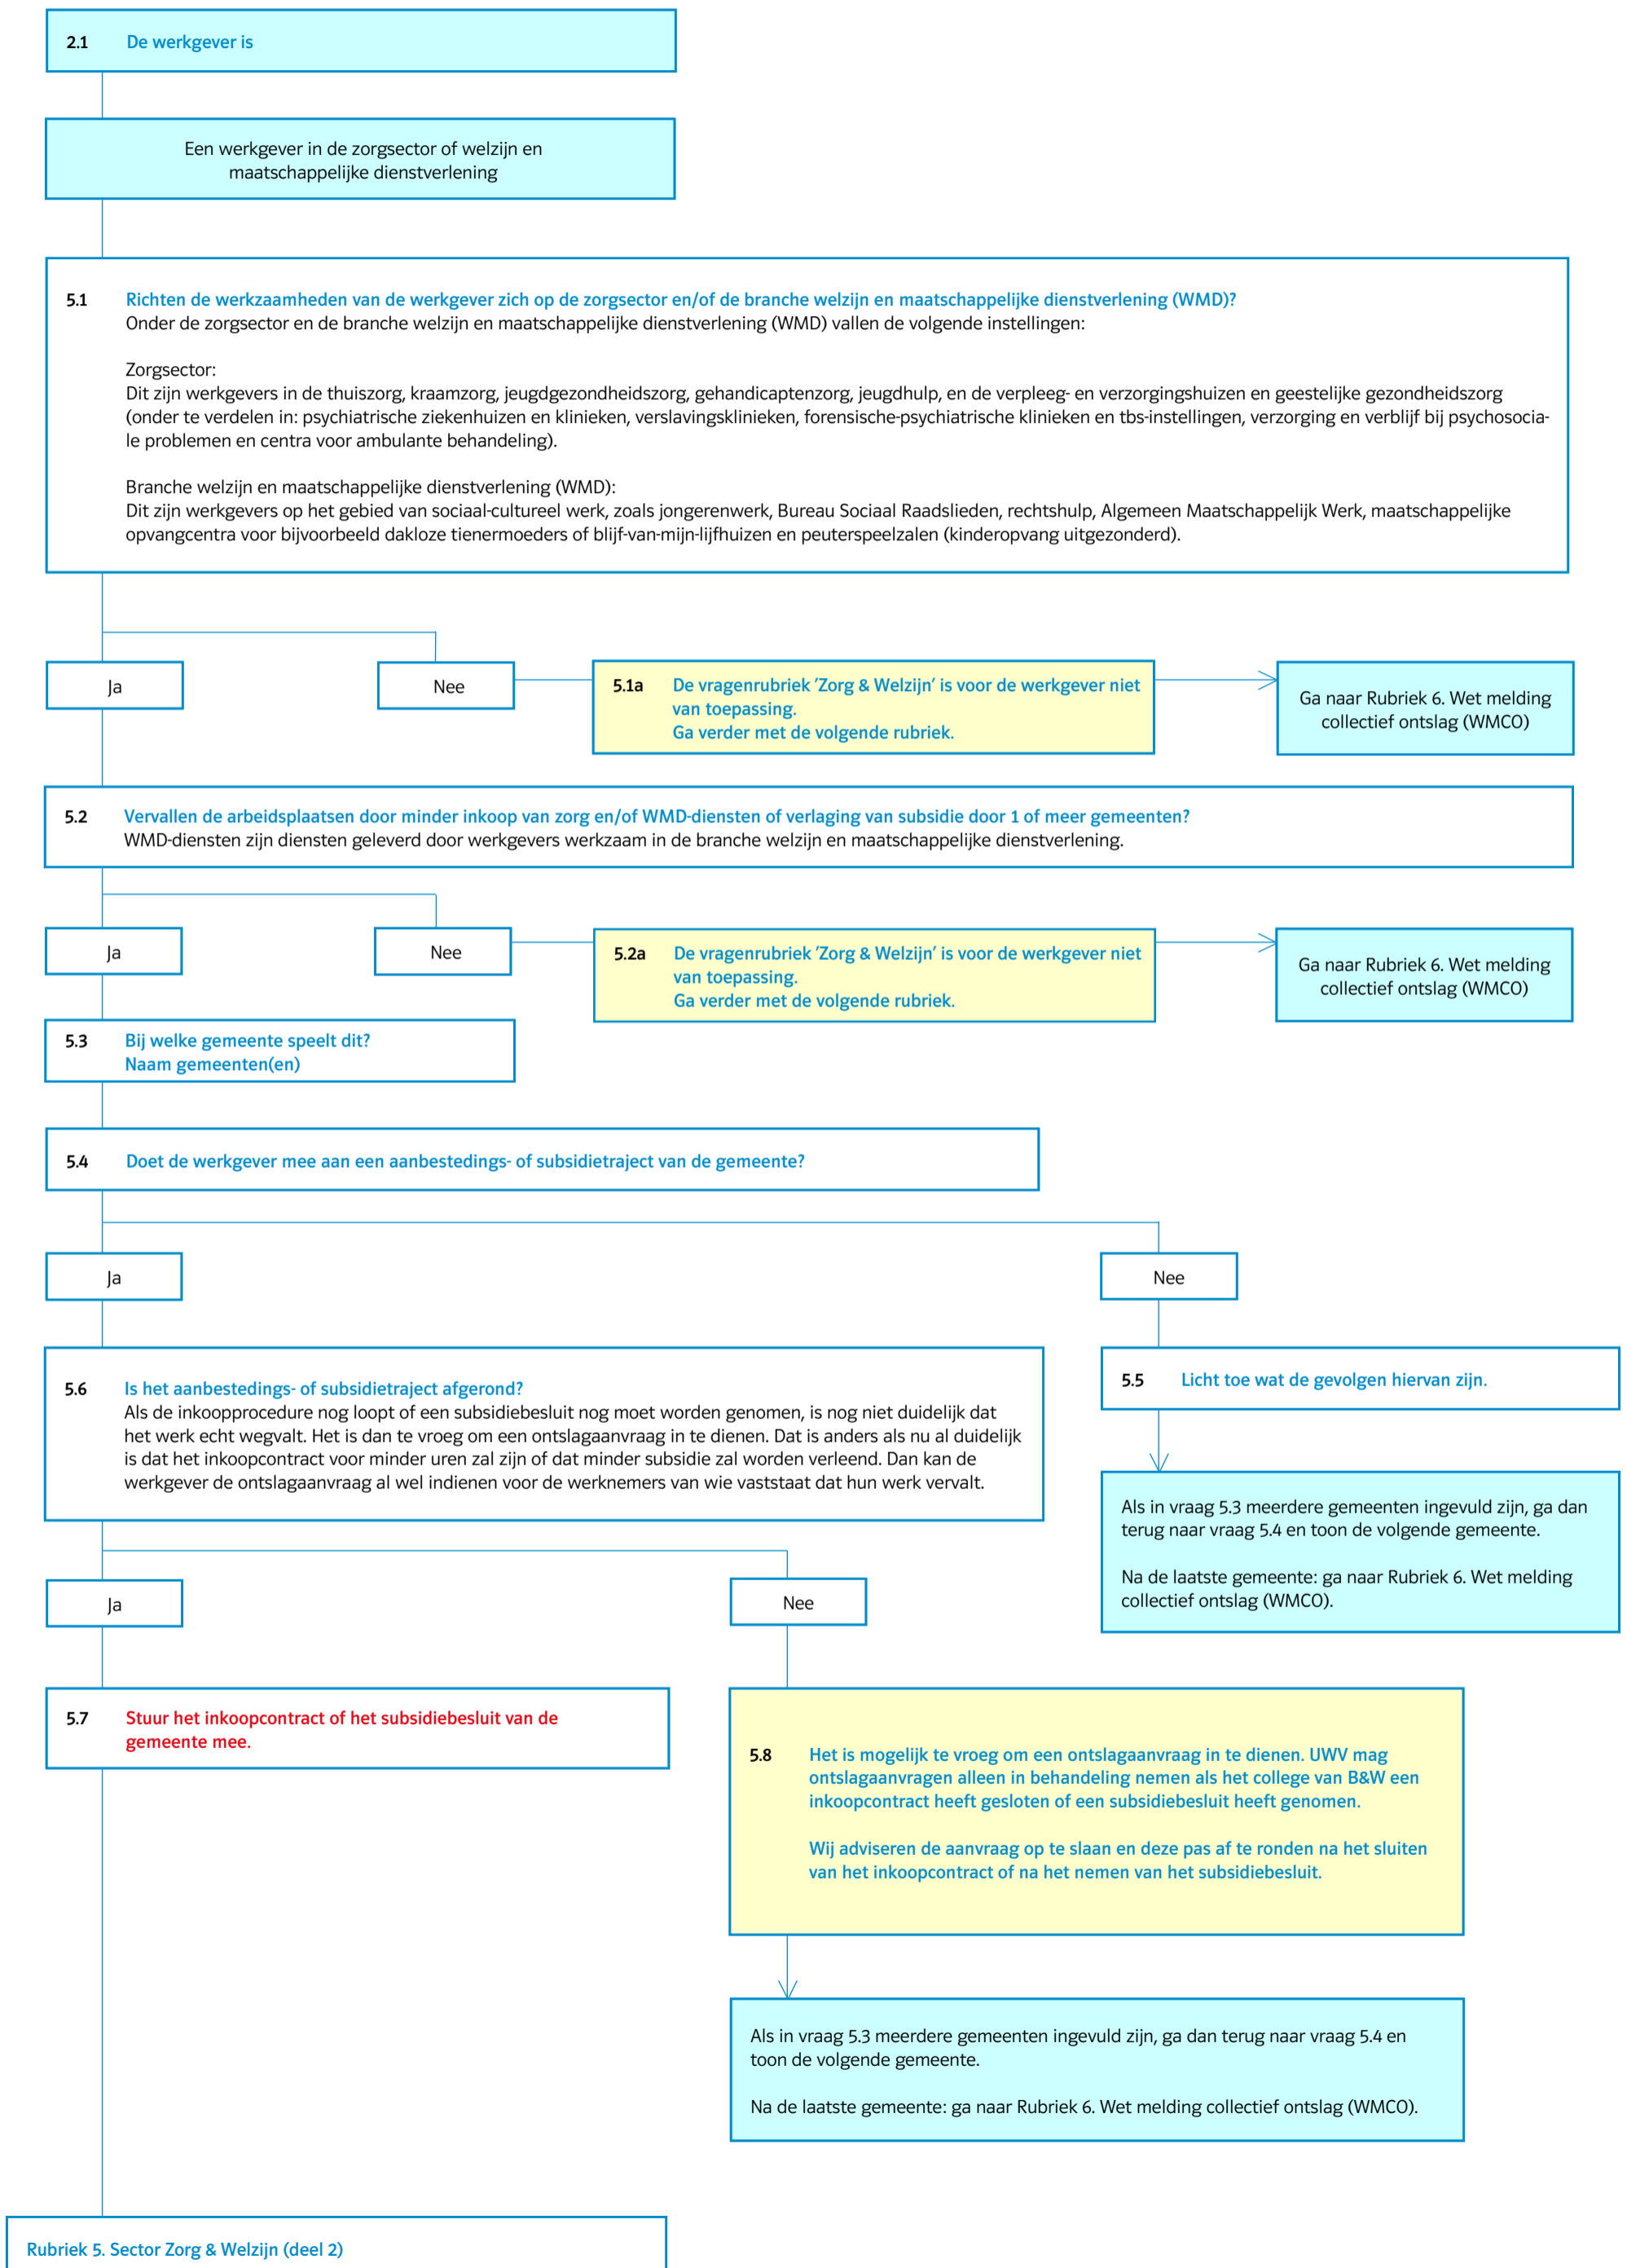 2.1 De werkgever is
Een werkgever in de zorgsector of welzijn en
maatschappelijke dienstverlening
5.1 Richten de werkzaamheden van de werkgever zich op de zorgsector en/of de branche welzijn en maatschappelijke dienstverlening (WMD)?
Onder de zorgsector en de branche welzijn en maatschappelijke dienstverlening (WMD) vallen de volgende instellingen:
Zorgsector:
Dit zijn werkgevers in de thuiszorg, kraamzorg, jeugdgezondheidszorg, gehandicaptenzorg, jeugdhulp, en de verpleeg- en verzorgingshuizen en geestelijke gezondheidszorg
(onder te verdelen in: psychiatrische ziekenhuizen en klinieken, verslavingsklinieken, forensische-psychiatrische klinieken en tbs-instellingen, verzorging en verblijf bij psychosocia-
le problemen en centra voor ambulante behandeling).
Branche welzijn en maatschappelijke dienstverlening (WMD):
Dit zijn werkgevers op het gebied van sociaal-cultureel werk, zoals jongerenwerk, Bureau Sociaal Raadslieden, rechtshulp, Algemeen Maatschappelijk Werk, maatschappelijke
opvangcentra voor bijvoorbeeld dakloze tienermoeders of blijf-van-mijn-lijfhuizen en peuterspeelzalen (kinderopvang uitgezonderd).
Ja
Nee
5.1a De vragenrubriek ‘Zorg & Welzijn’ is voor de werkgever niet
van toepassing.
Ga verder met de volgende rubriek.
Ga naar Rubriek 6. Wet melding
collectief ontslag (WMCO)
5.2 Vervallen de arbeidsplaatsen door minder inkoop van zorg en/of WMD-diensten of verlaging van subsidie door 1 of meer gemeenten?
WMD-diensten zijn diensten geleverd door werkgevers werkzaam in de branche welzijn en maatschappelijke dienstverlening.
Ja
Nee
5.2a De vragenrubriek ‘Zorg & Welzijn’ is voor de werkgever niet
van toepassing.
Ga verder met de volgende rubriek.
Ga naar Rubriek 6. Wet melding
collectief ontslag (WMCO)
5.3 Bij welke gemeente speelt dit?
Naam gemeenten(en)
5.4 Doet de werkgever mee aan een aanbestedings- of subsidietraject van de gemeente?
Ja
Nee
5.6 Is het aanbestedings- of subsidietraject afgerond?
Als de inkoopprocedure nog loopt of een subsidiebesluit nog moet worden genomen, is nog niet duidelijk dat
het werk echt wegvalt. Het is dan te vroeg om een ontslagaanvraag in te dienen. Dat is anders als nu al duidelijk
is dat het inkoopcontract voor minder uren zal zijn of dat minder subsidie zal worden verleend. Dan kan de
werkgever de ontslagaanvraag al wel indienen voor de werknemers van wie vaststaat dat hun werk vervalt.
5.5 Licht toe wat de gevolgen hiervan zijn.
Als in vraag 5.3 meerdere gemeenten ingevuld zijn, ga dan
terug naar vraag 5.4 en toon de volgende gemeente.
Na de laatste gemeente: ga naar Rubriek 6. Wet melding
collectief ontslag (WMCO).
Ja
Nee
5.7 Stuur het inkoopcontract of het subsidiebesluit van de
gemeente mee.
5.8 Het is mogelijk te vroeg om een ontslagaanvraag in te dienen. UWV mag
ontslagaanvragen alleen in behandeling nemen als het college van B&W een
inkoopcontract heeft gesloten of een subsidiebesluit heeft genomen.
Wij adviseren de aanvraag op te slaan en deze pas af te ronden na het sluiten
van het inkoopcontract of na het nemen van het subsidiebesluit.
Als in vraag 5.3 meerdere gemeenten ingevuld zijn, ga dan terug naar vraag 5.4 en
toon de volgende gemeente.
Na de laatste gemeente: ga naar Rubriek 6. Wet melding collectief ontslag (WMCO).
Rubriek 5. Sector Zorg & Welzijn (deel 2)